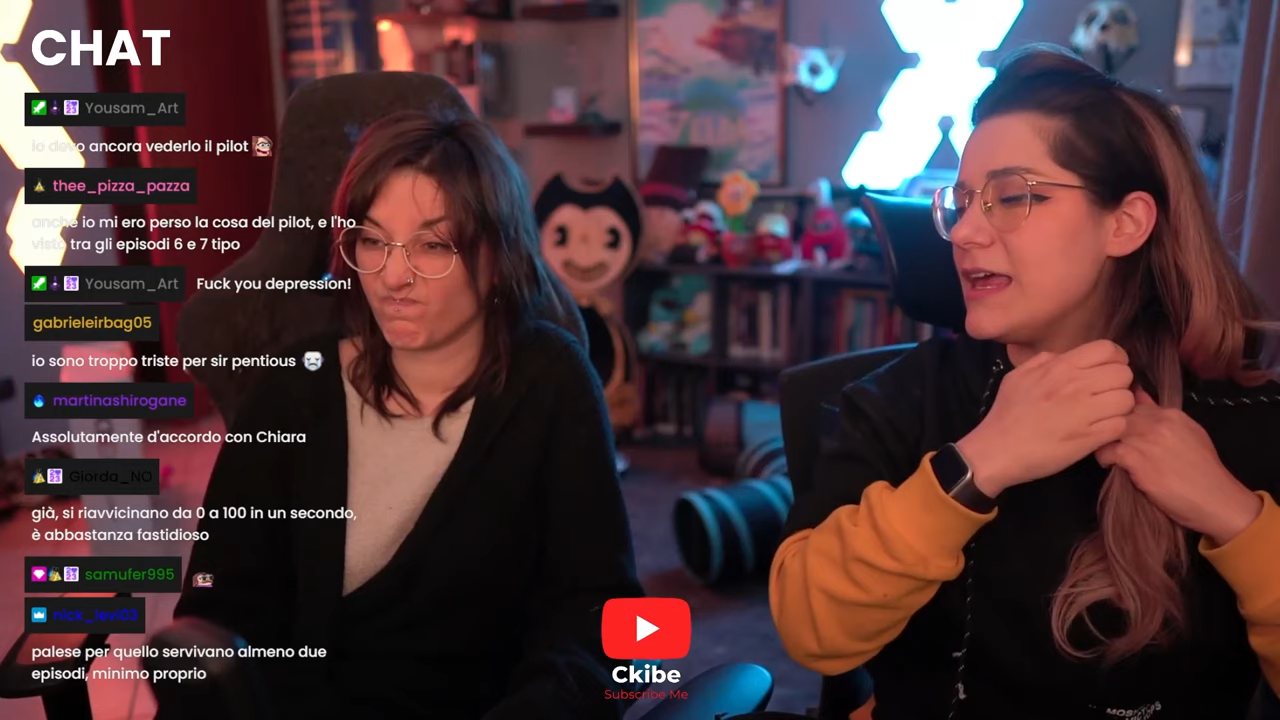 CHAT
Yousam_Art
io devo ancora vederlo il pilot
thee_pizza_pazza
anche io mi ero perso la cosa del pilot, e l'ho
visto tra gli episodi 6 e 7 tipo
Yousam_Art Fuck you depression!
gabrieleirbag05
io sono troppo triste per sir pentious
martinashirogane
Assolutamente d'accordo con Chiara
Giorda_NO
già, si riavvicinano da 0 a 100 in un secondo,
è abbastanza fastidioso
samufer995
nick_levi03
palese per quello servivano almeno due
episodi, minimo proprio
Ckibe
Subscribe Me